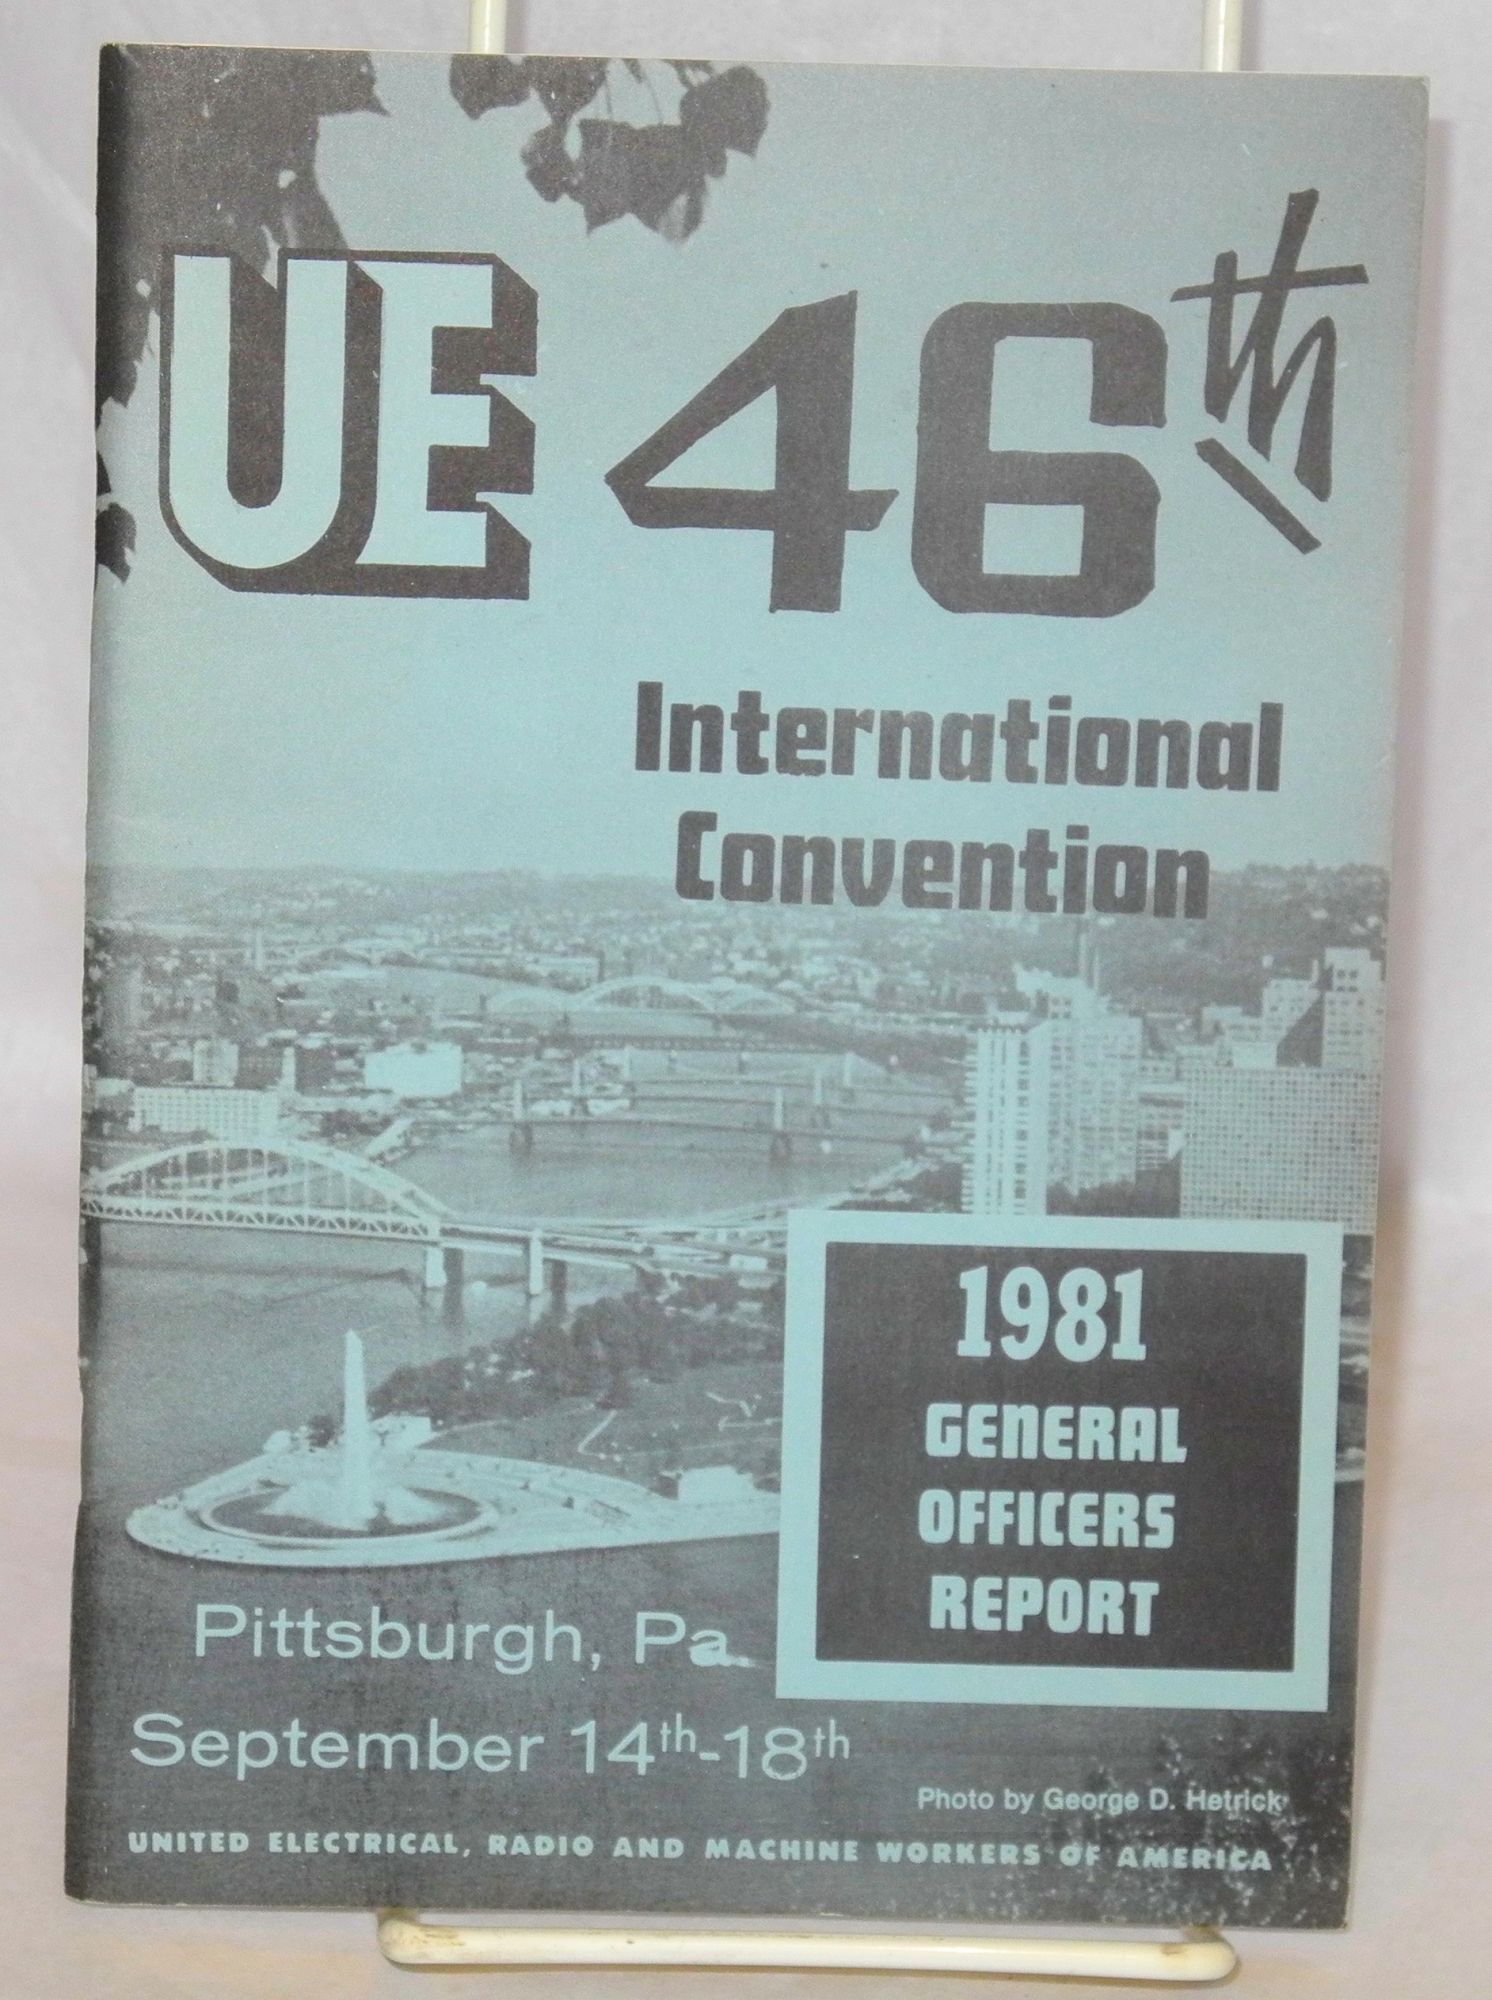 UE 46th
International
Convention
1981
GENERAL
OFFICERS
REPORT
Pittsburgh, Pa.
September 14th-18th
Photo by George D. Hetrick
UNITED ELECTRICAL, RADIO AND MACHINE WORKERS OF AMERICA